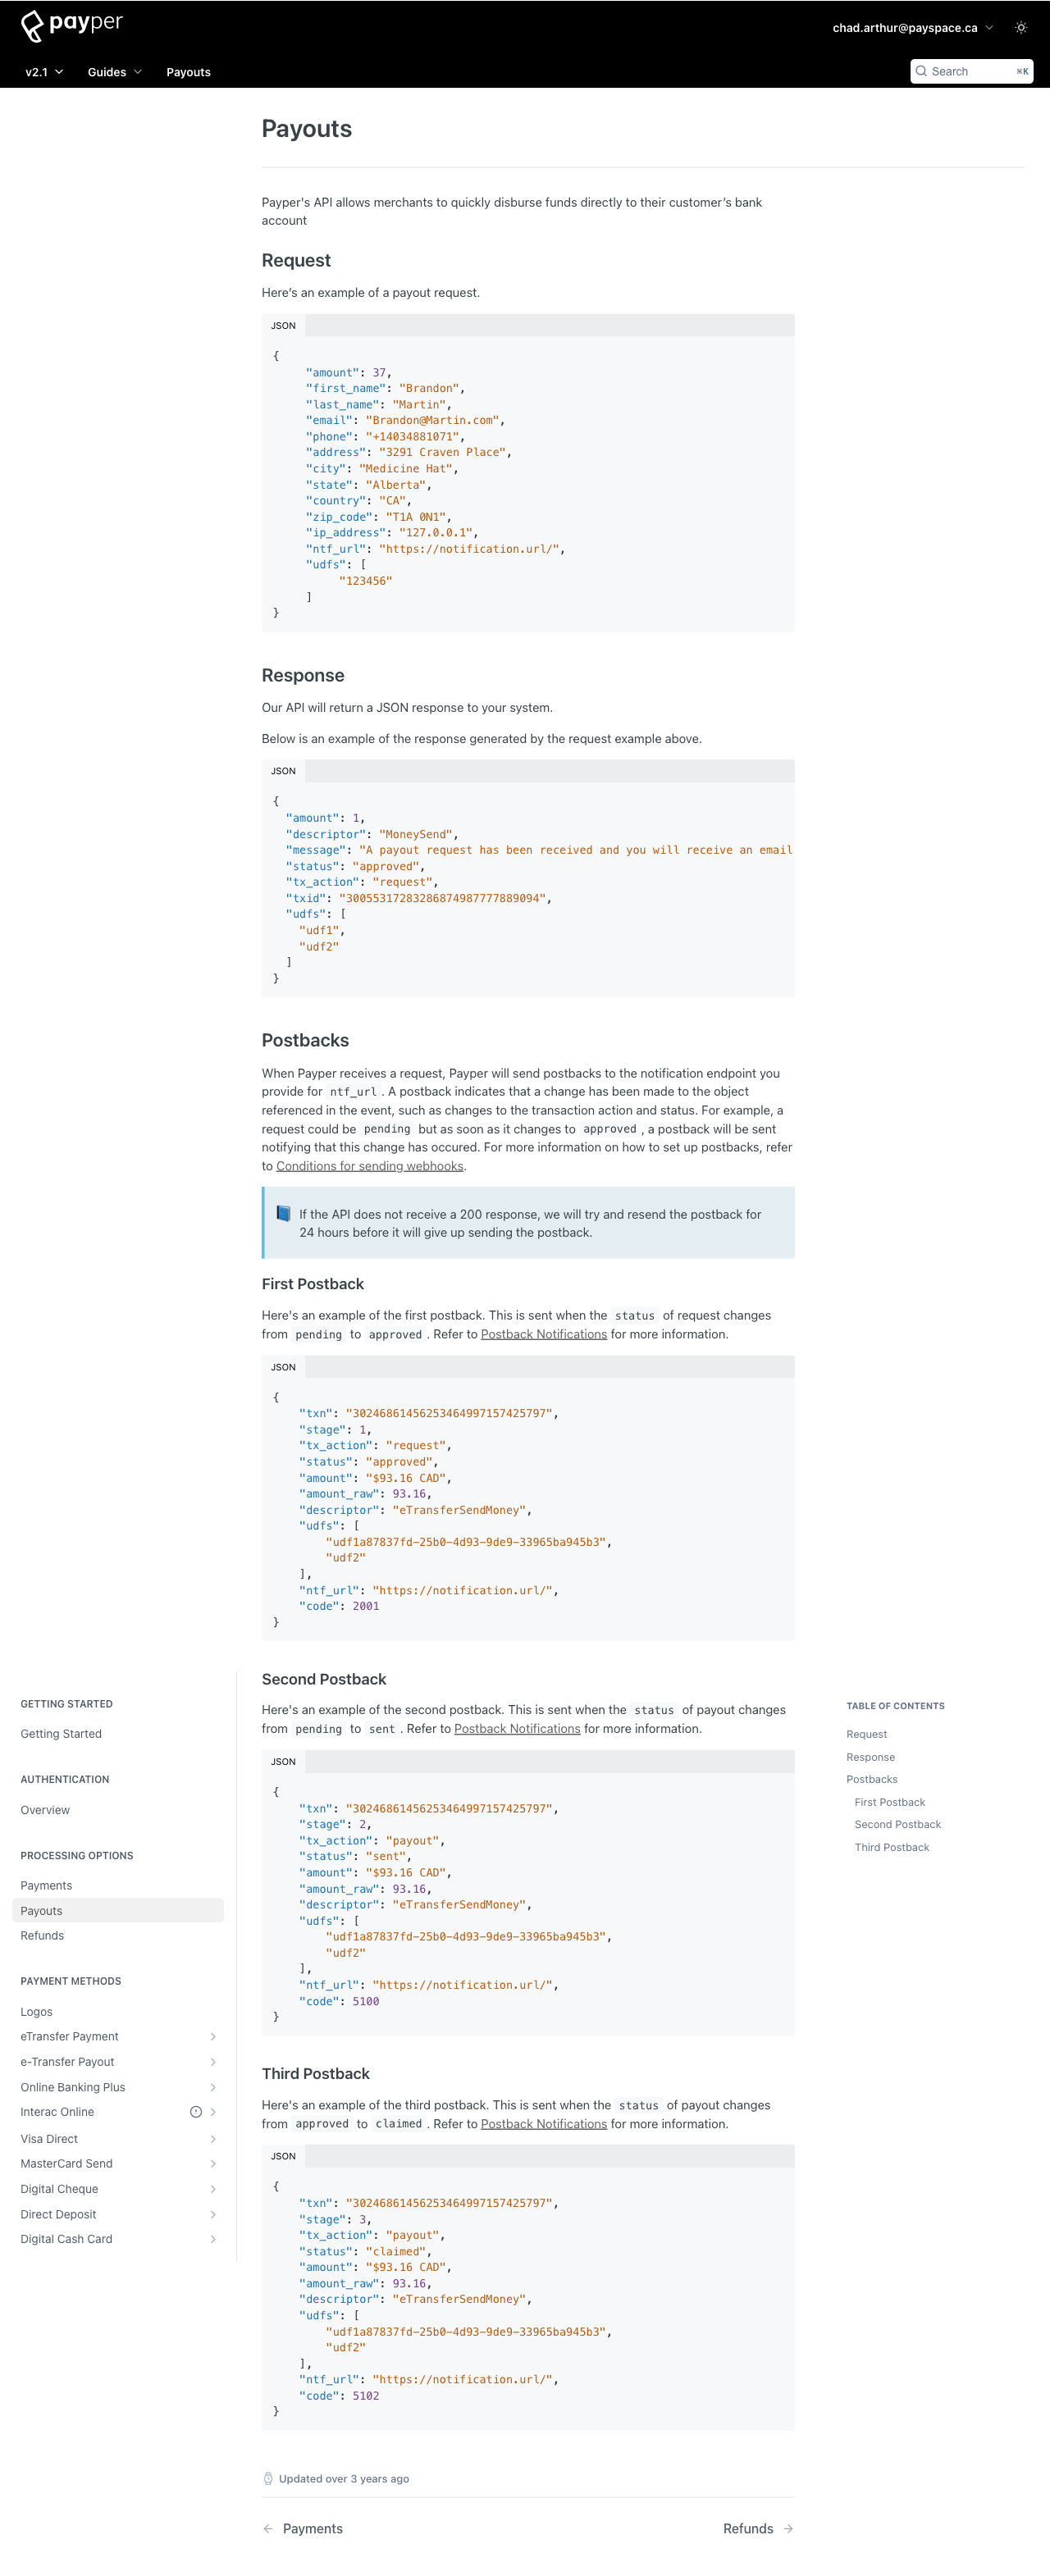 payper
chad.arthur@payspace.ca
v2.1 Guides Payouts
Search ⌘K
Payouts
Payper's API allows merchants to quickly disburse funds directly to their customer's bank
account
Request
Here's an example of a payout request.
JSON
{
"amount": 37,
"first_name": "Brandon",
"last_name": "Martin",
"email": "Brandon@Martin.com",
"phone": "+14034881071",
"address": "3291 Craven Place",
"city": "Medicine Hat",
"state": "Alberta",
"country": "CA",
"zip_code": "T1A 0N1",
"ip_address": "127.0.0.1",
"ntf_url": "https://notification.url/",
"udfs": [
"123456"
]
}
Response
Our API will return a JSON response to your system.
Below is an example of the response generated by the request example above.
JSON
{
"amount": 1,
"descriptor": "MoneySend",
"message": "A payout request has been received and you will receive an email
"status": "approved",
"tx_action": "request",
"txid": "30055317283286874987777889094",
"udfs": [
"udf1",
"udf2"
]
}
Postbacks
When Payper receives a request, Payper will send postbacks to the notification endpoint you
provide for ntf_url. A postback indicates that a change has been made to the object
referenced in the event, such as changes to the transaction action and status. For example, a
request could be pending but as soon as it changes to approved, a postback will be sent
notifying that this change has occured. For more information on how to set up postbacks, refer
to Conditions for sending webhooks.
If the API does not receive a 200 response, we will try and resend the postback for
24 hours before it will give up sending the postback.
First Postback
Here's an example of the first postback. This is sent when the status of request changes
from pending to approved. Refer to Postback Notifications for more information.
JSON
{
"txn": "30246861456253464997157425797",
"stage": 1,
"tx_action": "request",
"status": "approved",
"amount": "$93.16 CAD",
"amount_raw": 93.16,
"descriptor": "eTransferSendMoney",
"udfs": [
"udf1a87837fd-25b0-4d93-9de9-33965ba945b3",
"udf2"
],
"ntf_url": "https://notification.url/",
"code": 2001
}
Second Postback
Here's an example of the second postback. This is sent when the status of payout changes
from pending to sent. Refer to Postback Notifications for more information.
JSON
{
"txn": "30246861456253464997157425797",
"stage": 2,
"tx_action": "payout",
"status": "sent",
"amount": "$93.16 CAD",
"amount_raw": 93.16,
"descriptor": "eTransferSendMoney",
"udfs": [
"udf1a87837fd-25b0-4d93-9de9-33965ba945b3",
"udf2"
],
"ntf_url": "https://notification.url/",
"code": 5100
}
Third Postback
Here's an example of the third postback. This is sent when the status of payout changes
from approved to claimed. Refer to Postback Notifications for more information.
JSON
{
"txn": "30246861456253464997157425797",
"stage": 3,
"tx_action": "payout",
"status": "claimed",
"amount": "$93.16 CAD",
"amount_raw": 93.16,
"descriptor": "eTransferSendMoney",
"udfs": [
"udf1a87837fd-25b0-4d93-9de9-33965ba945b3",
"udf2"
],
"ntf_url": "https://notification.url/",
"code": 5102
}
Updated over 3 years ago
Payments
Refunds
GETTING STARTED
Getting Started
AUTHENTICATION
Overview
PROCESSING OPTIONS
Payments
Payouts
Refunds
PAYMENT METHODS
Logos
eTransfer Payment
e-Transfer Payout
Online Banking Plus
Interac Online
Visa Direct
MasterCard Send
Digital Cheque
Direct Deposit
Digital Cash Card
TABLE OF CONTENTS
Request
Response
Postbacks
First Postback
Second Postback
Third Postback